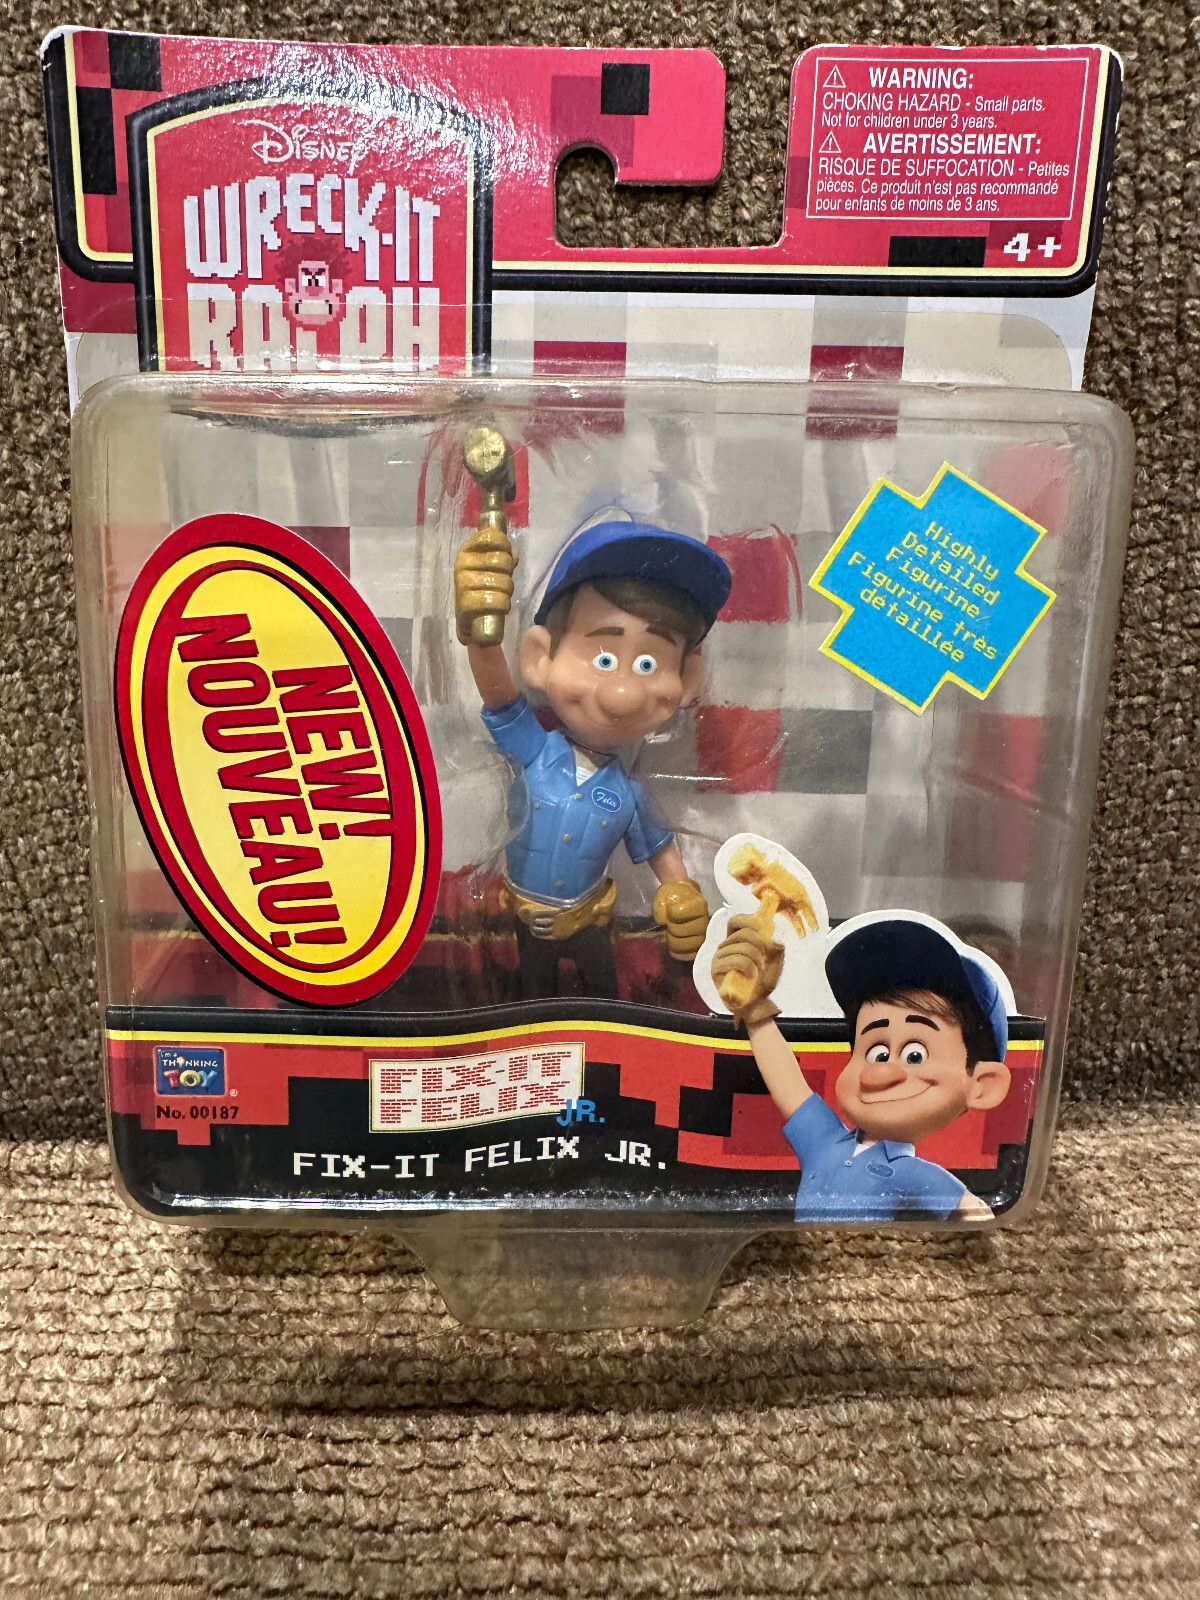 Disney
WRECK-IT
RALPH
⚠ WARNING:
CHOKING HAZARD - Small parts.
Not for children under 3 years.
⚠ AVERTISSEMENT:
RISQUE DE SUFFOCATION - Petites
pièces. Ce produit n'est pas recommandé
pour enfants de moins de 3 ans.
4+
Highly
Detailed
Figurine/
Figurine très
détaillée
NEW!
NOUVEAU!
Felix
I'm a
THINKING
TOY®
No. 00187
FIX-IT
FELIX JR.
FIX-IT FELIX JR.